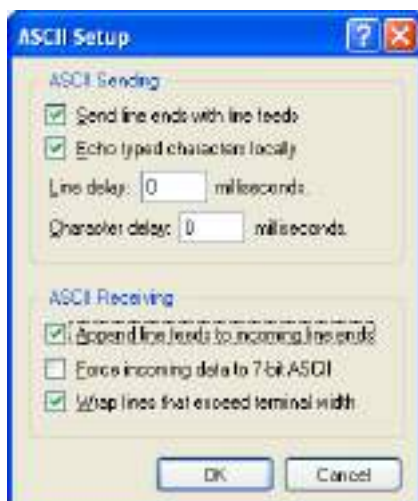 ASCII Setup
ASCII Sending
Send line ends with line feeds
Echo typed characters locally
Line delay: 0 milliseconds.
Character delay: 0 milliseconds.
ASCII Receiving
Append line feeds to incoming line ends
Force incoming data to 7-bit ASCII
Wrap lines that exceed terminal width
OK Cancel